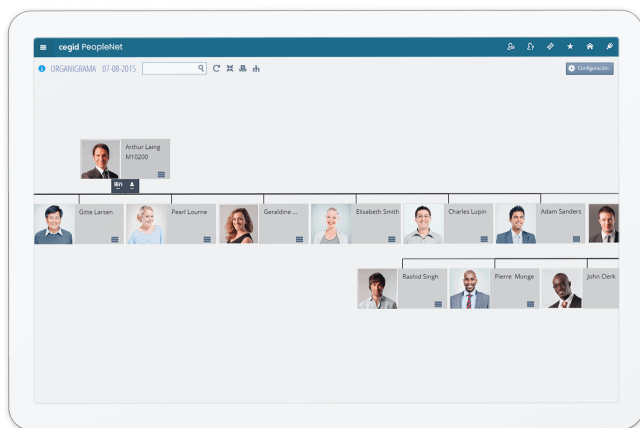 cegid PeopleNet
ORGANIGRAMA 07-08-2015
Configuración
Arthur Laing
M10200
Gitte Larsen
Pearl Lourne
Geraldine ...
Elisabeth Smith
Charles Lupin
Adam Sanders
Rashid Singh
Pierre Monge
John Clerk